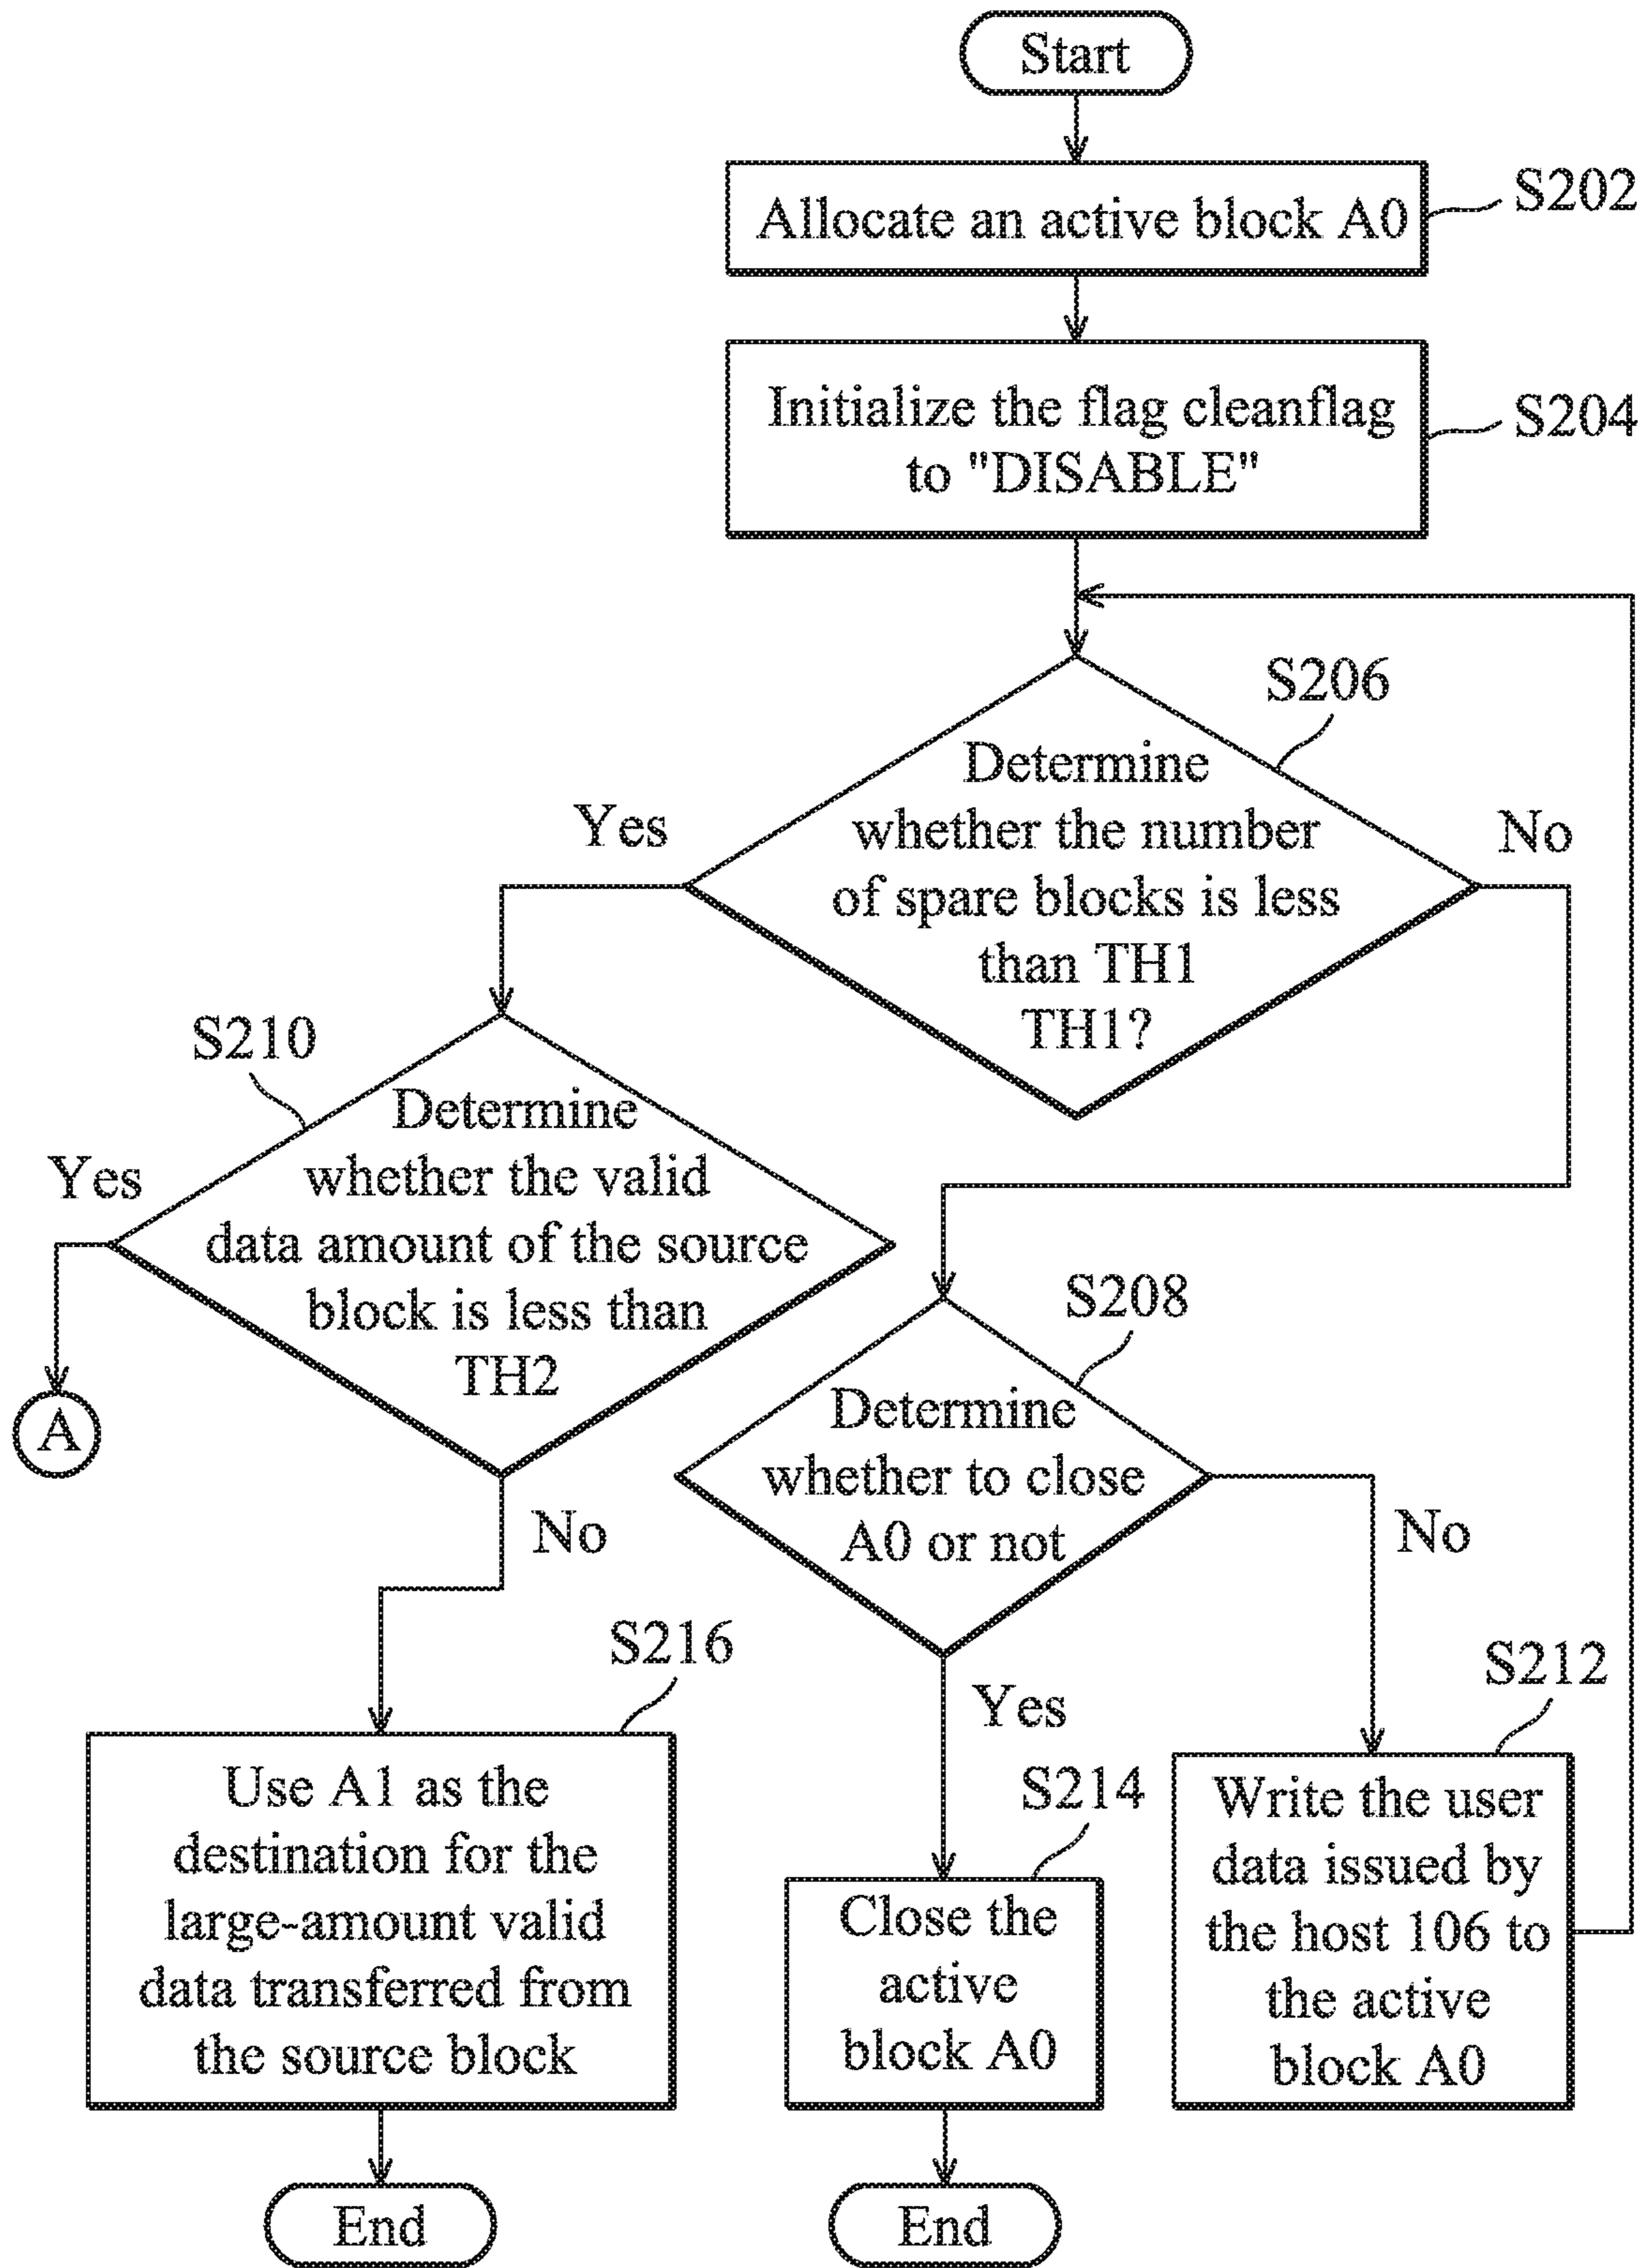 Start
Allocate an active block A0
S202
Initialize the flag cleanflag
to "DISABLE"
S204
S206
Determine
whether the number
of spare blocks is less
than TH1
TH1?
Yes
No
S210
Determine
whether the valid
data amount of the source
block is less than
TH2
Yes
A
No
S208
Determine
whether to close
A0 or not
No
Yes
S216
Use A1 as the
destination for the
large-amount valid
data transferred from
the source block
S214
Close the
active
block A0
S212
Write the user
data issued by
the host 106 to
the active
block A0
End
End